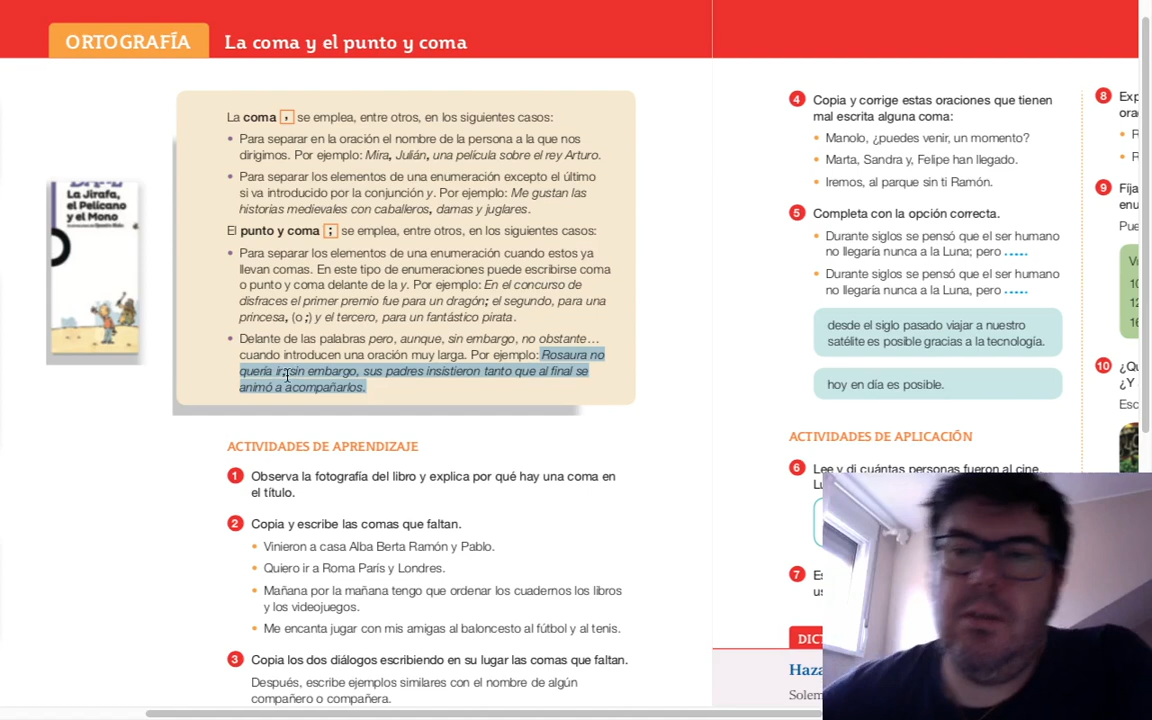 ORTOGRAFÍA
La coma y el punto y coma
La coma , se emplea, entre otros, en los siguientes casos:
• Para separar en la oración el nombre de la persona a la que nos
dirigimos. Por ejemplo: Mira, Julián, una película sobre el rey Arturo.
• Para separar los elementos de una enumeración excepto el último
si va introducido por la conjunción y. Por ejemplo: Me gustan las
historias medievales con caballeros, damas y juglares.
El punto y coma ; se emplea, entre otros, en los siguientes casos:
• Para separar los elementos de una enumeración cuando estos ya
llevan comas. En este tipo de enumeraciones puede escribirse coma
o punto y coma delante de la y. Por ejemplo: En el concurso de
disfraces el primer premio fue para un dragón; el segundo, para una
princesa, (o ;) y el tercero, para un fantástico pirata.
• Delante de las palabras pero, aunque, sin embargo, no obstante...
cuando introducen una oración muy larga. Por ejemplo: Rosaura no
quería ir; sin embargo, sus padres insistieron tanto que al final se
animó a acompañarlos.
La Jirafa,
el Pelícano
y el Mono
ACTIVIDADES DE APRENDIZAJE
1 Observa la fotografía del libro y explica por qué hay una coma en
el título.
2 Copia y escribe las comas que faltan.
• Vinieron a casa Alba Berta Ramón y Pablo.
• Quiero ir a Roma París y Londres.
• Mañana por la mañana tengo que ordenar los cuadernos los libros
y los videojuegos.
• Me encanta jugar con mis amigas al baloncesto al fútbol y al tenis.
3 Copia los dos diálogos escribiendo en su lugar las comas que faltan.
Después, escribe ejemplos similares con el nombre de algún
compañero o compañera.
4 Copia y corrige estas oraciones que tienen
mal escrita alguna coma:
• Manolo, ¿puedes venir, un momento?
• Marta, Sandra y, Felipe han llegado.
• Iremos, al parque sin ti Ramón.
5 Completa con la opción correcta.
• Durante siglos se pensó que el ser humano
no llegaría nunca a la Luna; pero .....
• Durante siglos se pensó que el ser humano
no llegaría nunca a la Luna, pero .....
desde el siglo pasado viajar a nuestro
satélite es posible gracias a la tecnología.
hoy en día es posible.
ACTIVIDADES DE APLICACIÓN
6 Lee y di cuántas personas fueron al cine.
7
us
DICT
Haza
Solem
8 Exp
ora
• R
• R
9 Fíja
enu
Pue
10
12
16
10 ¿Qu
¿Y
Esc